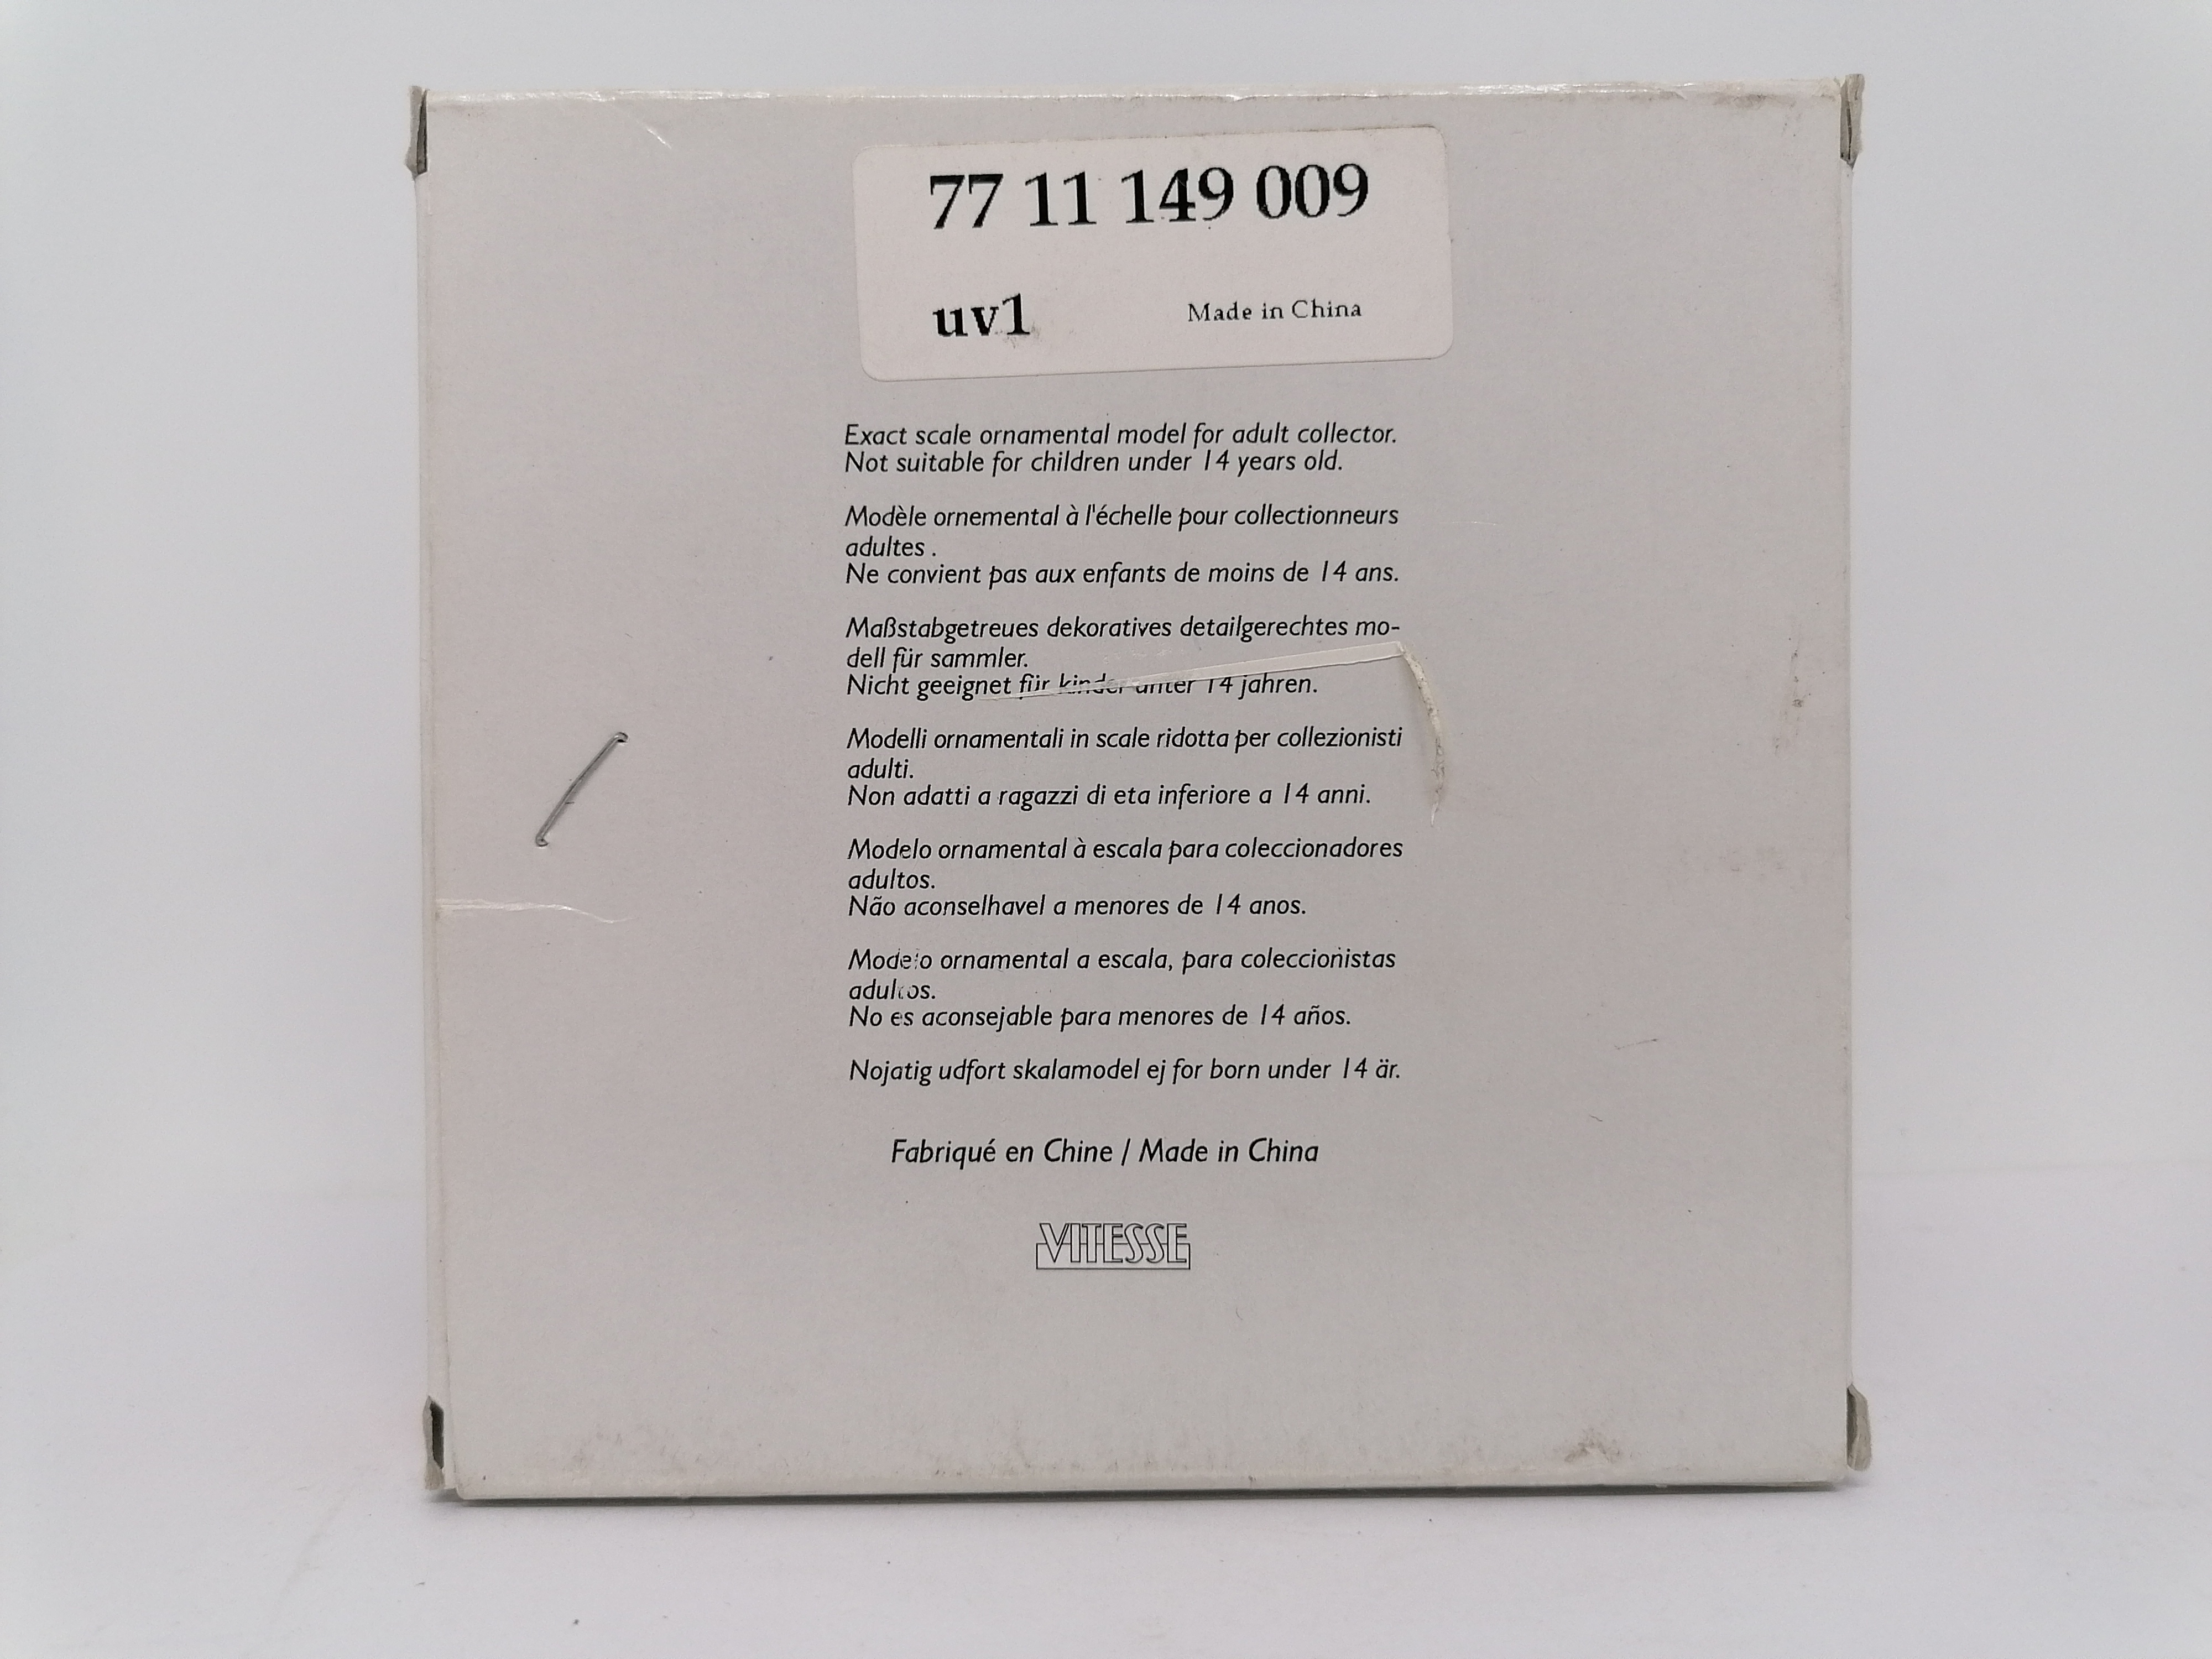 77 11 149 009
uv1 Made in China
Exact scale ornamental model for adult collector.
Not suitable for children under 14 years old.
Modèle ornemental à l'échelle pour collectionneurs
adultes .
Ne convient pas aux enfants de moins de 14 ans.
Maßstabgetreues dekoratives detailgerechtes mo-
dell für sammler.
Nicht geeignet für kinder unter 14 jahren.
Modelli ornamentali in scale ridotta per collezionisti
adulti.
Non adatti a ragazzi di eta inferiore a 14 anni.
Modelo ornamental à escala para coleccionadores
adultos.
Não aconselhavel a menores de 14 anos.
Modelo ornamental a escala, para coleccionistas
adultos.
No es aconsejable para menores de 14 años.
Nojatig udfort skalamodel ej for born under 14 är.
Fabriqué en Chine / Made in China
VITESSE